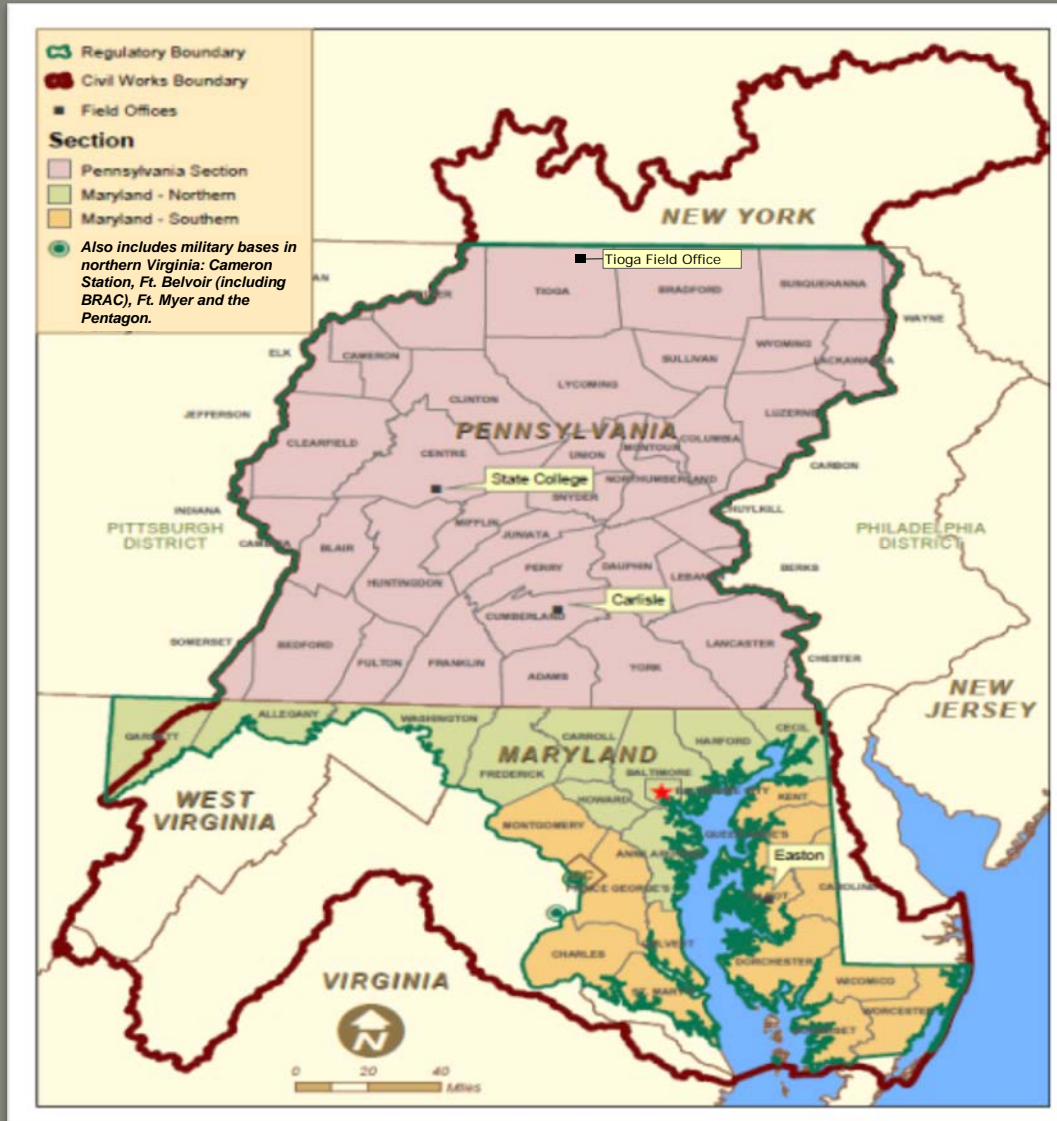 Regulatory Boundary
Civil Works Boundary
Field Offices
Section
Pennsylvania Section
Maryland - Northern
Maryland - Southern
Also includes military bases in
northern Virginia: Cameron
Station, Ft. Belvoir (including
BRAC), Ft. Myer and the
Pentagon.
NEW YORK
Tioga Field Office
TIOGA
BRADFORD
SUSQUEHANNA
WAYNE
ELK
CAMERON
SULLIVAN
WYOMING
LYCOMING
CLINTON
JEFFERSON
LUZERNE
CLEARFIELD
PENNSYLVANIA
COLUMBIA
CENTRE
UNION
MONTOUR
CARBON
State College
NORTHUMBERLAND
SNYDER
INDIANA
PITTSBURGH
DISTRICT
MIFFLIN
JUNIATA
PHILADELPHIA
DISTRICT
BLAIR
PERRY
DAUPHIN
BERKS
HUNTINGDON
Carlisle
CUMBERLAND
SOMERSET
BEDFORD
FULTON
FRANKLIN
ADAMS
YORK
LANCASTER
CHESTER
NEW
JERSEY
ALLEGANY
WASHINGTON
CARROLL
HARFORD
CECIL
MARYLAND
FREDERICK
BALTIMORE
WEST
VIRGINIA
HOWARD
KENT
MONTGOMERY
Easton
CHARLES
DORCHESTER
VIRGINIA
WICOMICO
WORCESTER
N
0 20 40
Miles